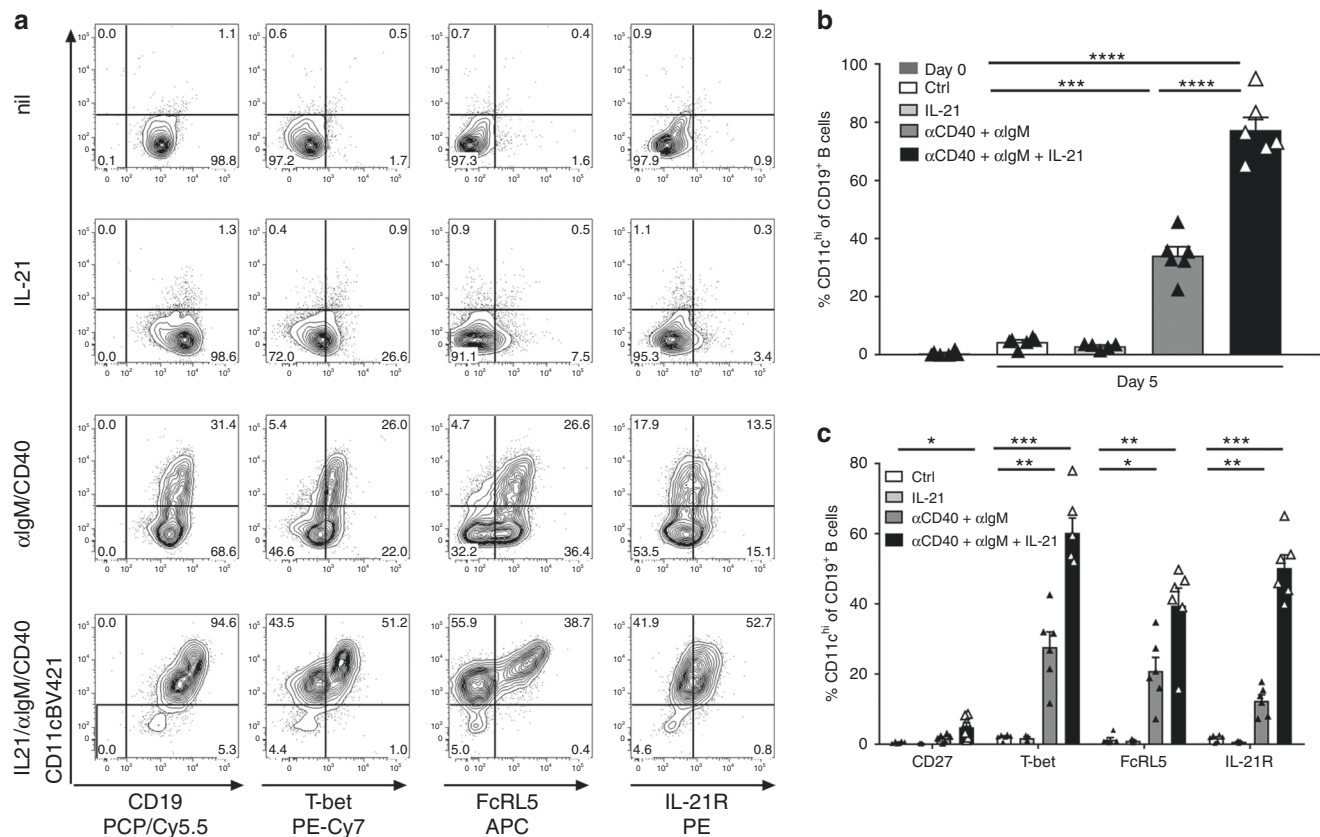 a
nil
0.0 1.1
0.1 98.8
0.6 0.5
97.2 1.7
0.7 0.4
97.3 1.6
0.9 0.2
97.9 0.9
IL-21
0.0 1.3
0.0 98.6
0.4 0.9
72.0 26.6
0.9 0.5
91.1 7.5
1.1 0.3
95.3 3.4
αIgM/CD40
0.0 31.4
0.0 68.6
5.4 26.0
46.6 22.0
4.7 26.6
32.2 36.4
17.9 13.5
53.5 15.1
IL21/αIgM/CD40
CD11cBV421
0.0 94.6
0.0 5.3
43.5 51.2
4.4 1.0
55.9 38.7
5.0 0.4
41.9 52.7
4.6 0.8
CD19
PCP/Cy5.5
T-bet
PE-Cy7
FcRL5
APC
IL-21R
PE
b
% CD11c^hi of CD19⁺ B cells
100
80
60
40
20
0
Day 0
Ctrl
IL-21
αCD40 + αIgM
αCD40 + αIgM + IL-21
****
*** ****
Day 5
c
% CD11c^hi of CD19⁺ B cells
80
60
40
20
0
Ctrl
IL-21
αCD40 + αIgM
αCD40 + αIgM + IL-21
* *** ** ***
** * **
CD27 T-bet FcRL5 IL-21R